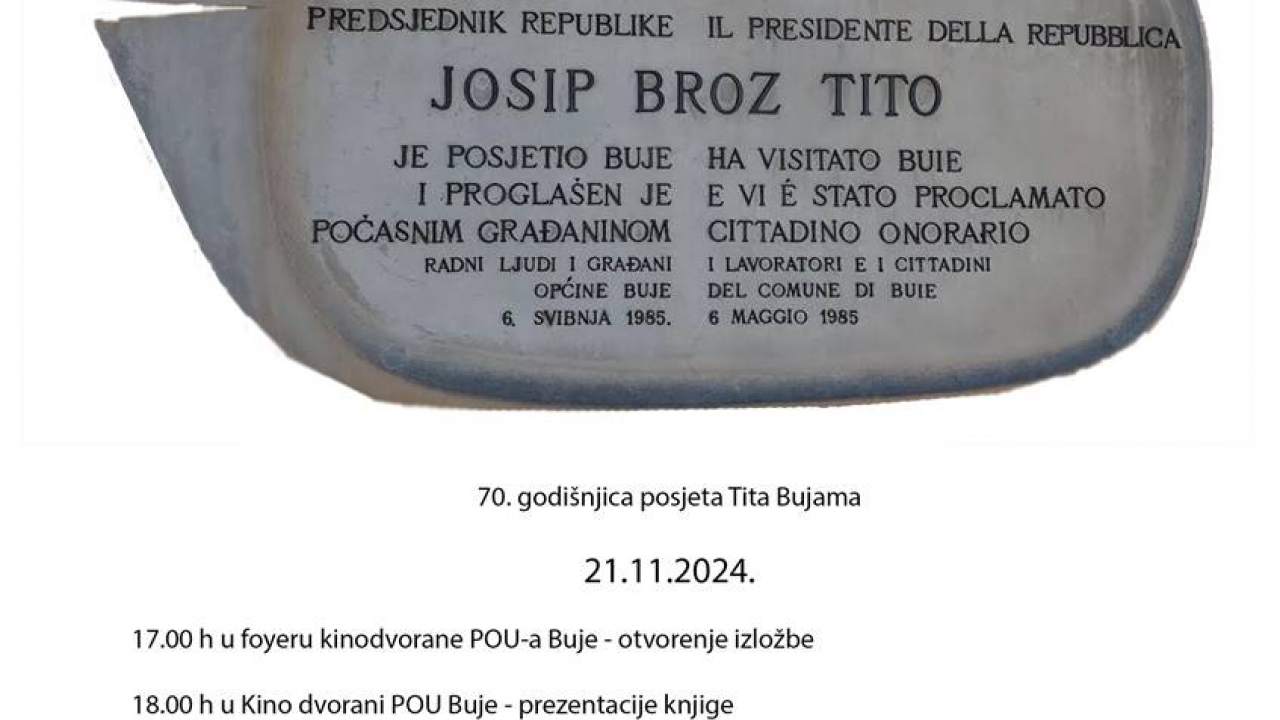 PREDSJEDNIK REPUBLIKE IL PRESIDENTE DELLA REPUBBLICA
JOSIP BROZ TITO
JE POSJETIO BUJE HA VISITATO BUIE
I PROGLAŠEN JE E VI É STATO PROCLAMATO
POČASNIM GRAĐANINOM CITTADINO ONORARIO
RADNI LJUDI I GRAĐANI I LAVORATORI E I CITTADINI
OPĆINE BUJE DEL COMUNE DI BUIE
6. SVIBNJA 1985. 6 MAGGIO 1985
70. godišnjica posjeta Tita Bujama
21.11.2024.
17.00 h u foyeru kinodvorane POU-a Buje - otvorenje izložbe
18.00 h u Kino dvorani POU Buje - prezentacije knjige